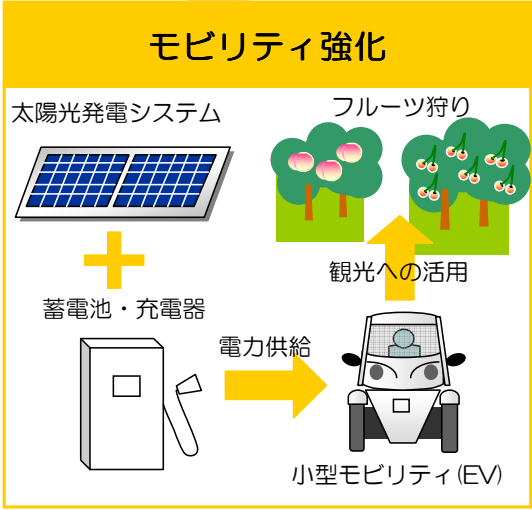 モビリティ強化
太陽光発電システム
フルーツ狩り
観光への活用
蓄電池・充電器
電力供給
小型モビリティ(EV)